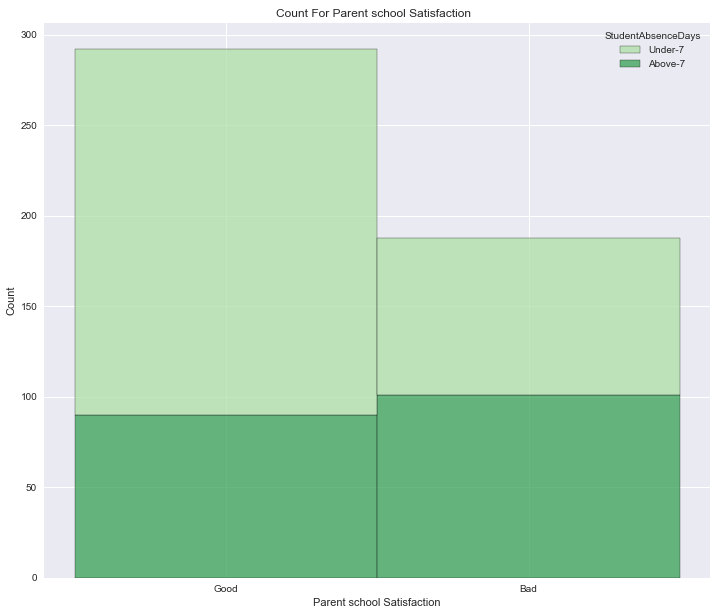 Count For Parent school Satisfaction
StudentAbsenceDays
Under-7
Above-7
300
250
200
150
100
50
0
Count
Good Bad
Parent school Satisfaction